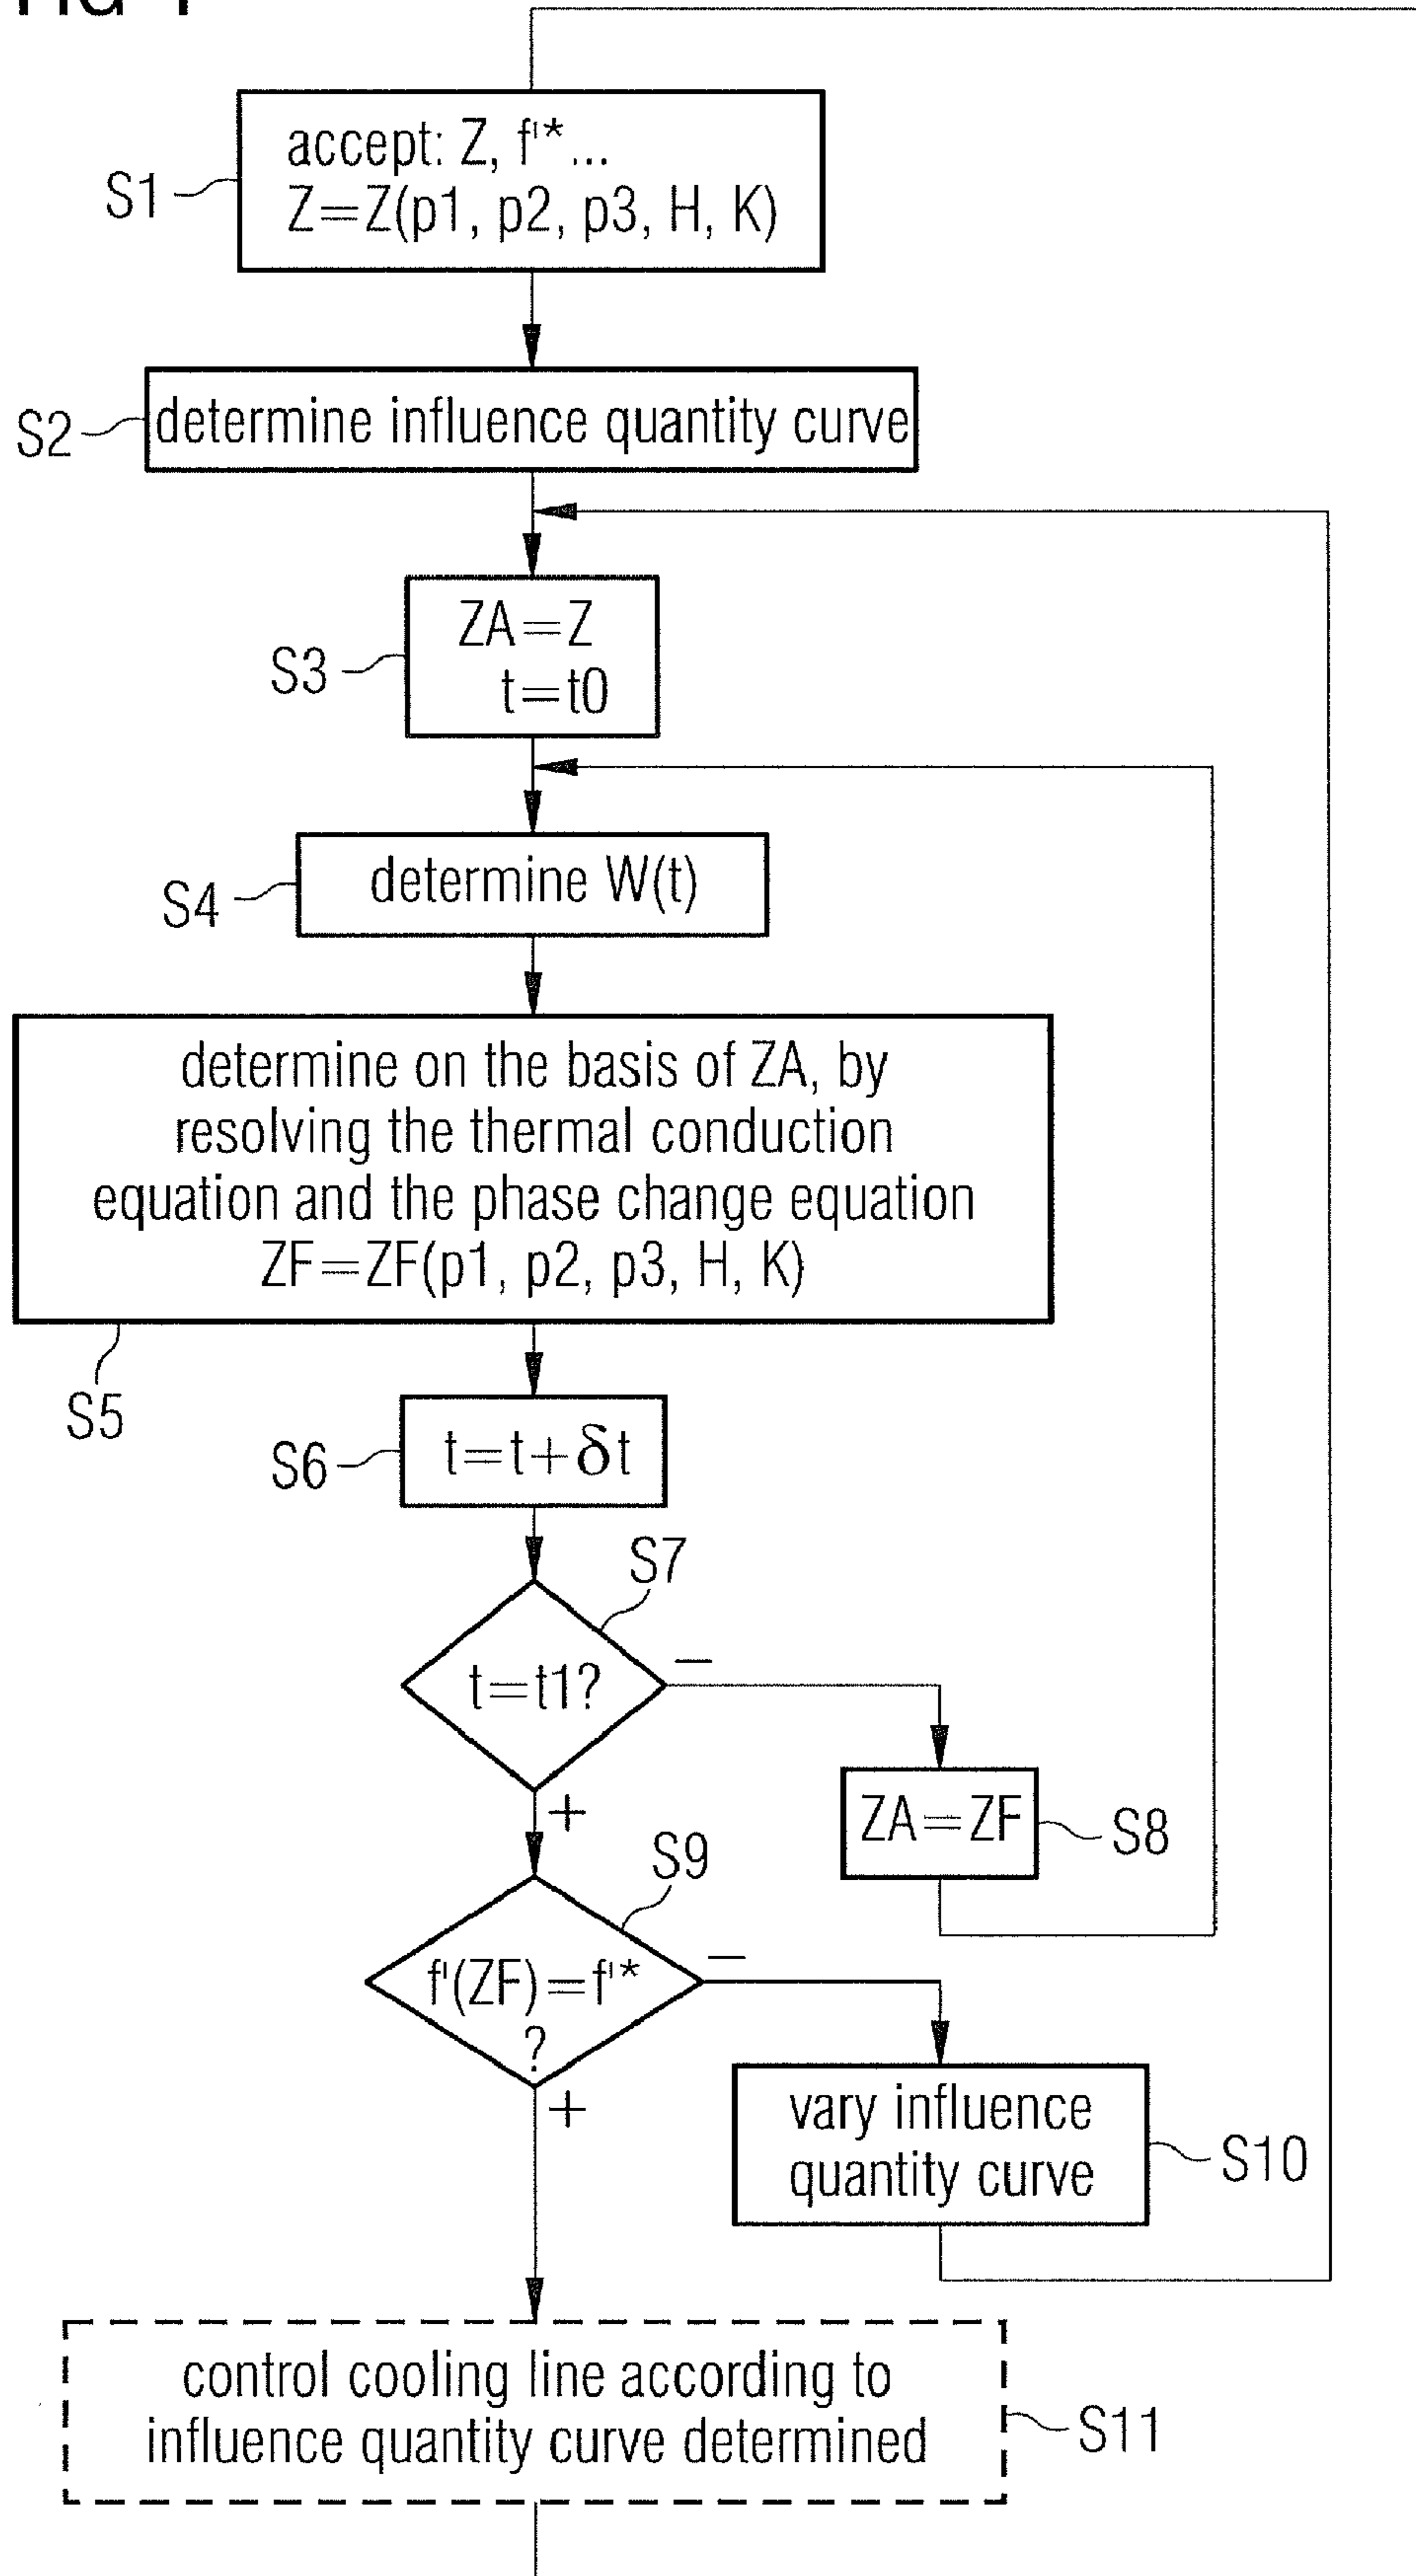 S1
accept: Z, f'*...
Z=Z(p1, p2, p3, H, K)
S2
determine influence quantity curve
S3
ZA=Z
t=t0
S4
determine W(t)
determine on the basis of ZA, by
resolving the thermal conduction
equation and the phase change equation
ZF=ZF(p1, p2, p3, H, K)
S5
S6
t=t+δt
S7
t=t1?
−
+
ZA=ZF
S8
S9
f'(ZF)=f'*
?
−
+
vary influence
quantity curve
S10
control cooling line according to
influence quantity curve determined
S11